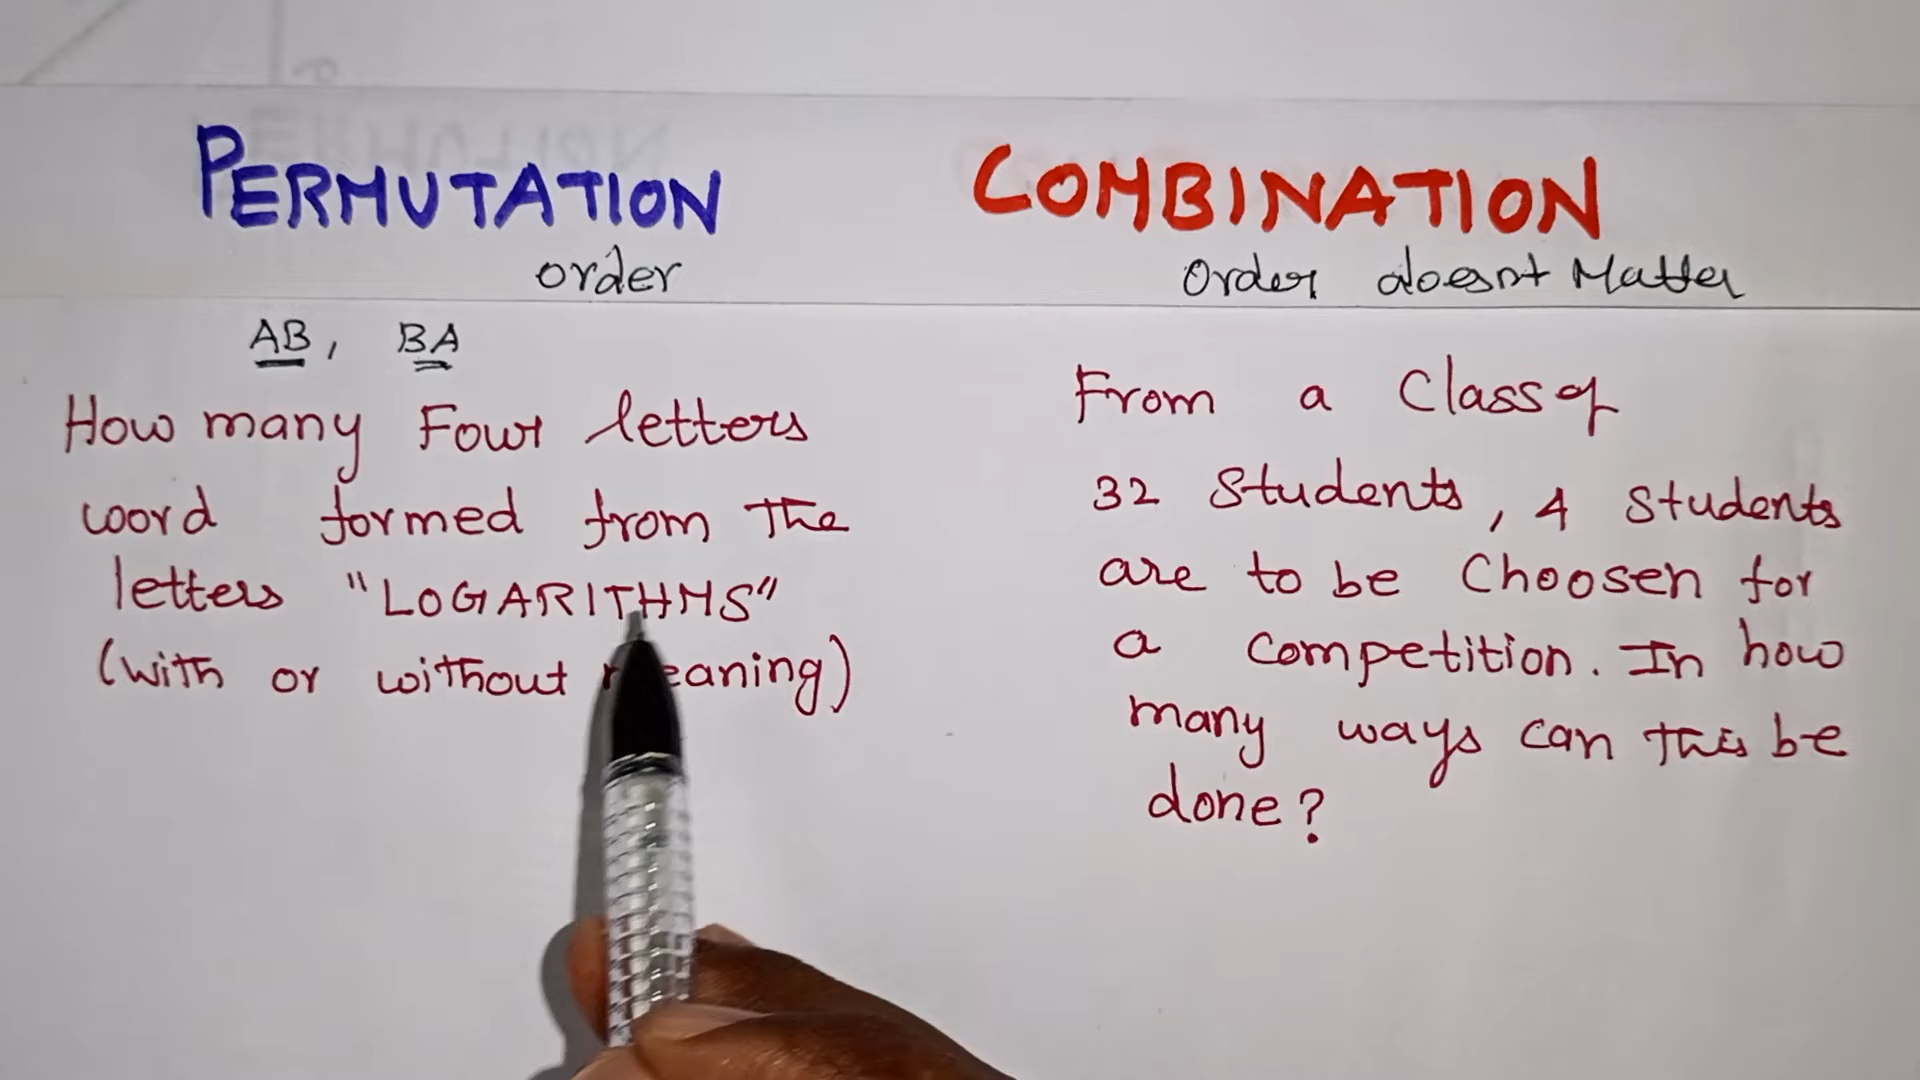 PERMUTATION
order
AB, BA
How many Four letters
word formed from the
letters "LOGARITHMS"
(with or without meaning)
COMBINATION
Order doesnt Matter
From a Class of
32 Students, 4 Students
are to be Choosen for
a competition. In how
many ways can this be
done?